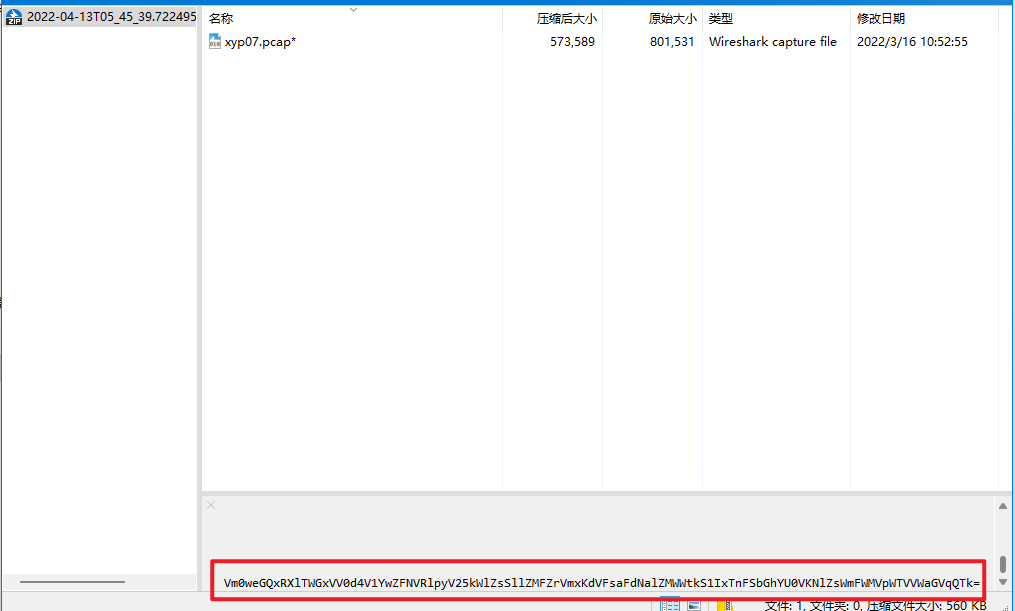 2022-04-13T05_45_39.722495
名称 压缩后大小 原始大小 类型 修改日期
xyp07.pcap* 573,589 801,531 Wireshark capture file 2022/3/16 10:52:55
Vm0weGQxRXlTWGxVV0d4V1YwZFNVRlpyV25kWlZsSllZMFZrVmxKdVFsaFdNalZMWWtkS1IxTnFSbGhYU0VKNlZsWmFWMVpWTVVWaGVqQTk=
文件: 1, 文件夹: 0, 压缩文件大小: 560 KB